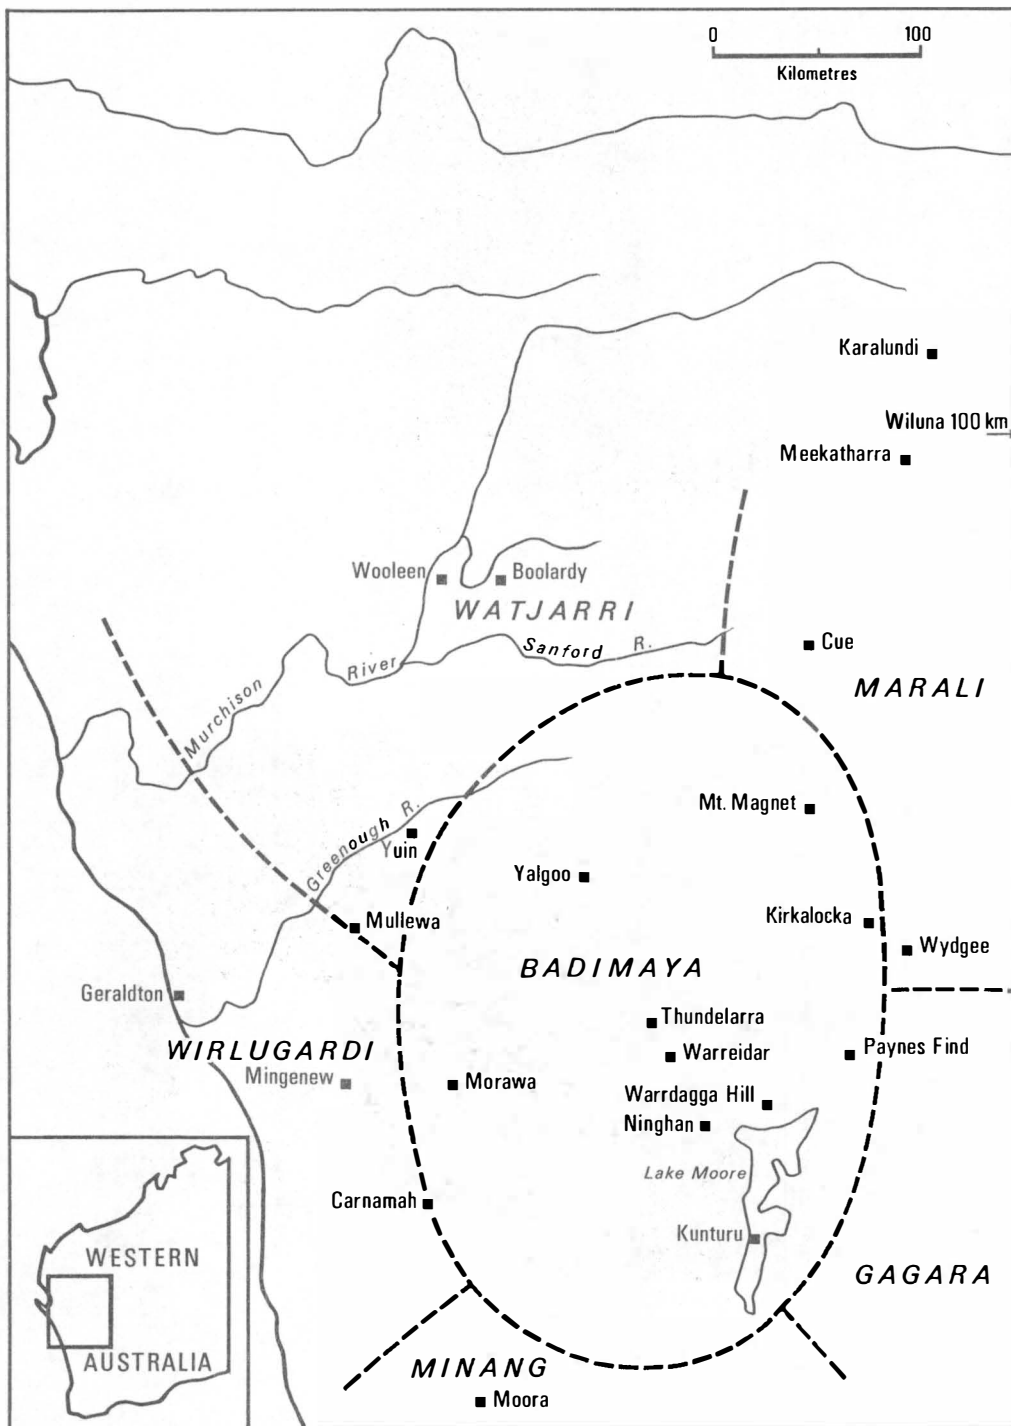 0 100
Kilometres
Karalundi
Wiluna 100 km
Meekatharra
Wooleen
Boolardy
WATJARRI
Sanford R.
Cue
Murchison River
MARALI
Mt. Magnet
Greenough R.
Yuin
Yalgoo
Kirkalocka
Mullewa
Wydgee
BADIMAYA
Geraldton
Thundelarra
WIRLUGARDI
Warreidar
Paynes Find
Mingenew
Morawa
Warrdagga Hill
Ninghan
Lake Moore
Carnamah
Kunturu
GAGARA
WESTERN
AUSTRALIA
MINANG
Moora